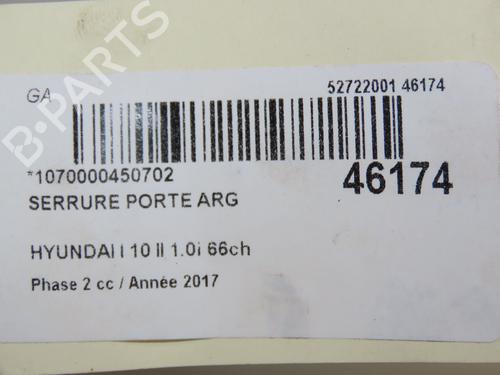 GA
52722001 46174
*1070000450702
46174
SERRURE PORTE ARG
HYUNDAI I 10 II 1.0i 66ch
Phase 2 cc / Année 2017
B-PARTS